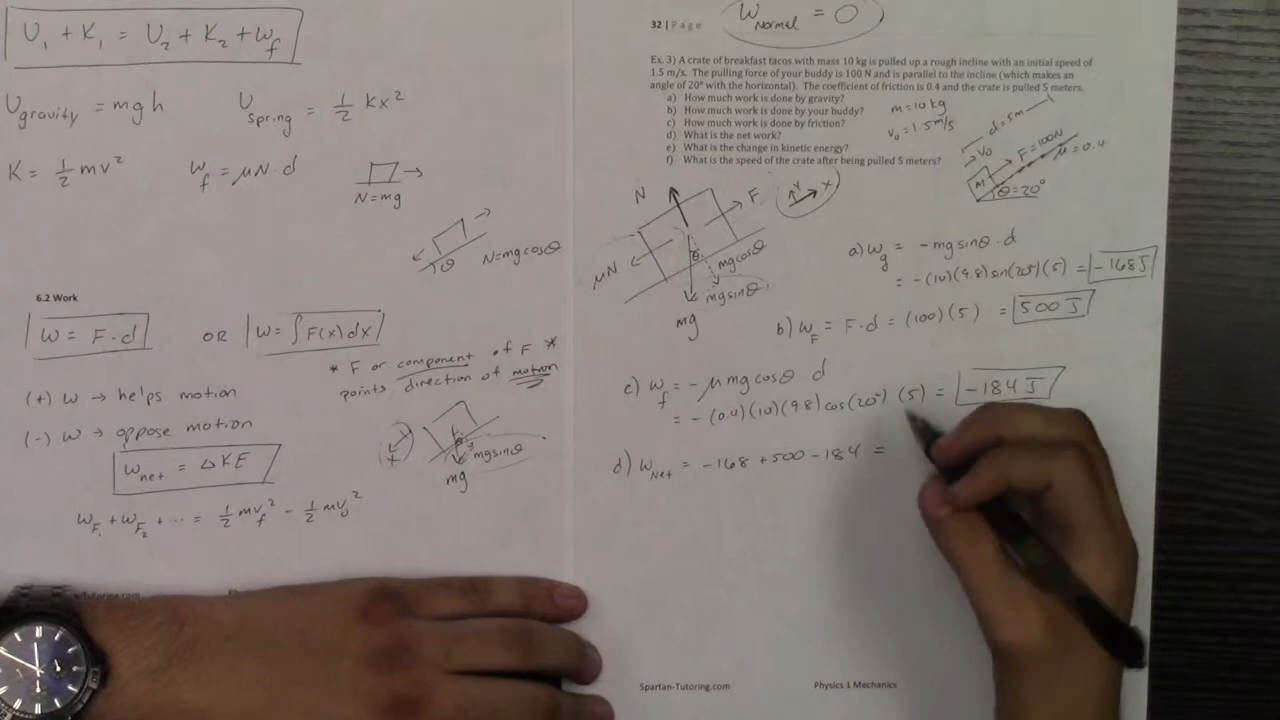 U₁ + K₁ = U₂ + K₂ + W_f
U_gravity = mgh
U_spring = 1/2 Kx²
K = 1/2 mv²
W_f = μN·d
N = mg
θ
N = mg cosθ
6.2 Work
W = F·d OR W = ∫F(x)dx
* F or component of F *
points direction of motion
(+) W → helps motion
(-) W → oppose motion
W_net = ΔKE
W_F₁ + W_F₂ + ... = 1/2 mv_f² - 1/2 mv_0²
+
θ
mg sinθ
mg
32 | Page
W_Normal = 0
Ex. 3) A crate of breakfast tacos with mass 10 kg is pulled up a rough incline with an initial speed of
1.5 m/s. The pulling force of your buddy is 100 N and is parallel to the incline (which makes an
angle of 20° with the horizontal). The coefficient of friction is 0.4 and the crate is pulled 5 meters.
a) How much work is done by gravity?
b) How much work is done by your buddy?
c) How much work is done by friction?
d) What is the net work?
e) What is the change in kinetic energy?
f) What is the speed of the crate after being pulled 5 meters?
m = 10 kg
v_0 = 1.5 m/s
d = 5m
v_0
F = 100N
μ = 0.4
M
θ = 20°
N
F
Y
X
μN
θ
mg cosθ
mg sinθ
mg
a) W_g = -mg sinθ·d
= -(10)(9.8) sin(20°)(5) = -168 J
b) W_F = F·d = (100)(5) = 500 J
c) W_f = -μmg cosθ d
= -(0.4)(10)(9.8) cos(20°)(5) = -184 J
d) W_Net = -168 + 500 - 184 =
Spartan-Tutoring.com
Physics 1 Mechanics